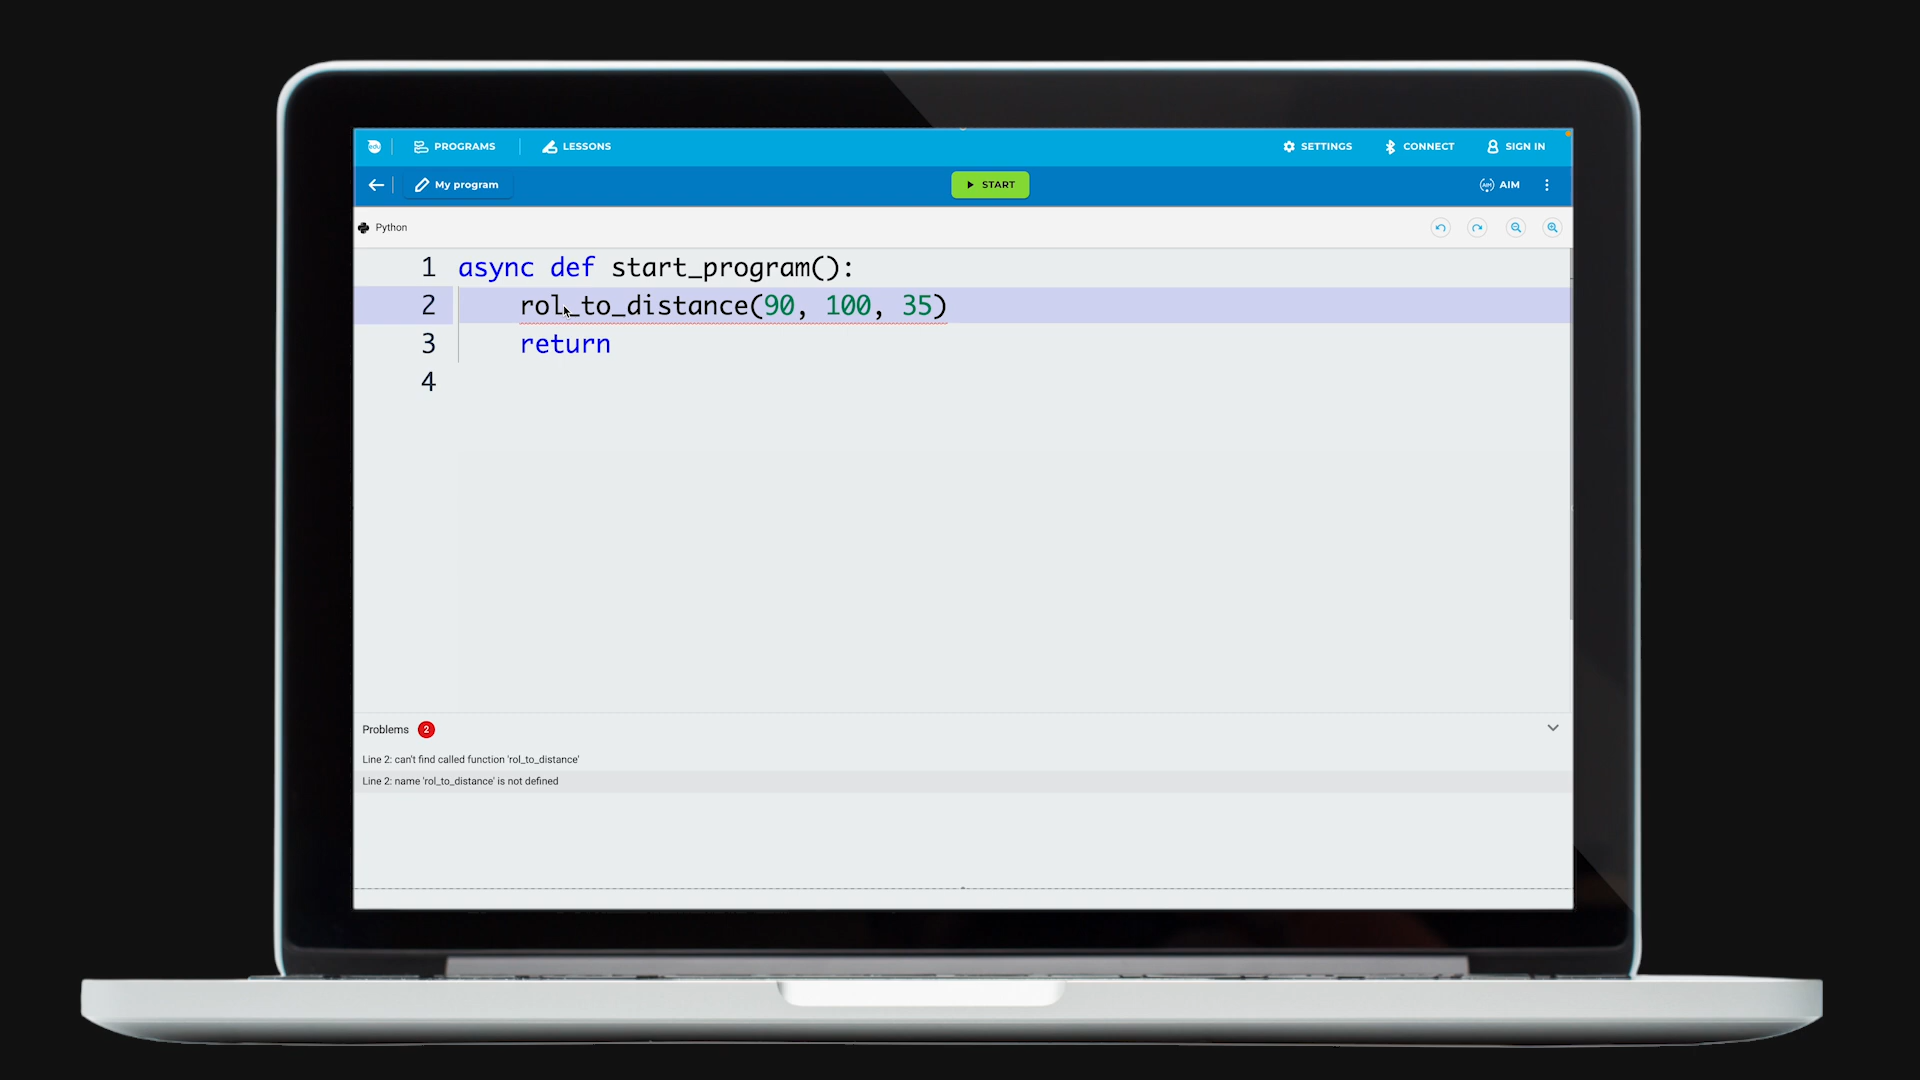 edu PROGRAMS LESSONS SETTINGS CONNECT SIGN IN
My program START AIM AIM
Python
1 async def start_program():
2 rol_to_distance(90, 100, 35)
3 return
4
Problems 2
Line 2: can't find called function 'rol_to_distance'
Line 2: name 'rol_to_distance' is not defined